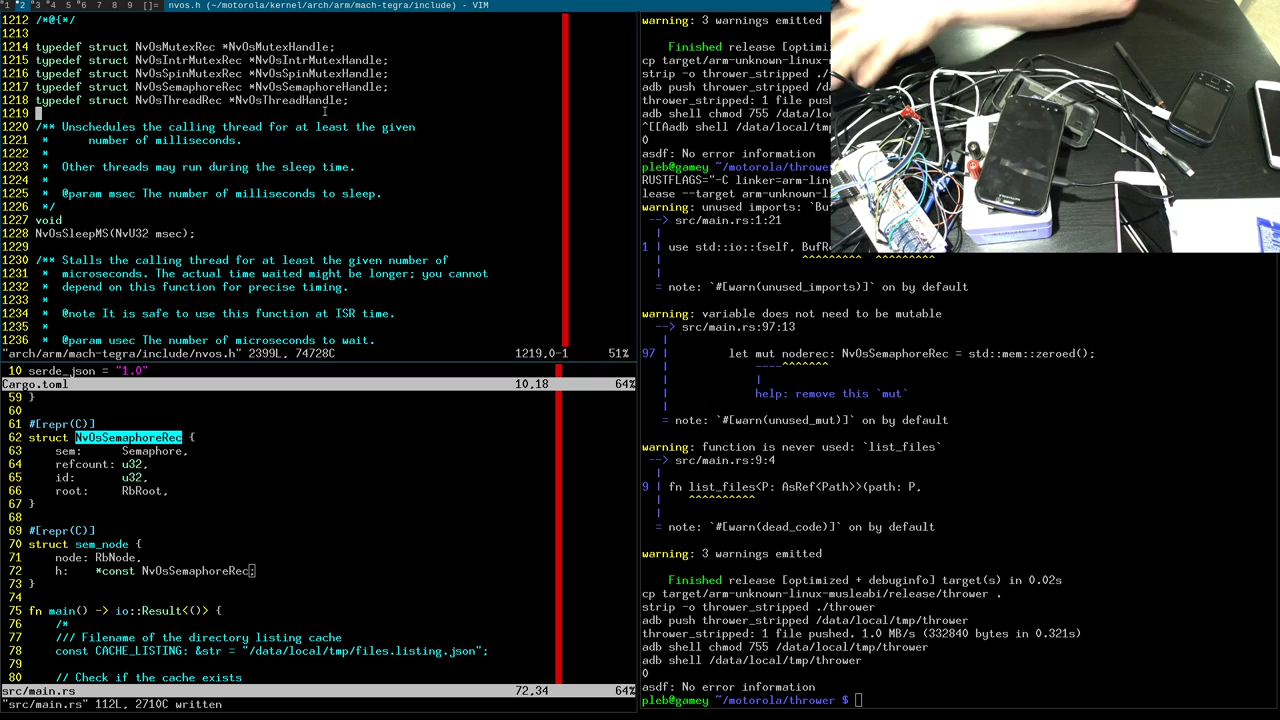 1 2 3 4 5 6 7 8 9 []= nvos.h (~/motorola/kernel/arch/arm/mach-tegra/include) - VIM
1212 /*@{*/
1213
1214 typedef struct NvOsMutexRec *NvOsMutexHandle;
1215 typedef struct NvOsIntrMutexRec *NvOsIntrMutexHandle;
1216 typedef struct NvOsSpinMutexRec *NvOsSpinMutexHandle;
1217 typedef struct NvOsSemaphoreRec *NvOsSemaphoreHandle;
1218 typedef struct NvOsThreadRec *NvOsThreadHandle;
1219
1220 /** Unschedules the calling thread for at least the given
1221  *      number of milliseconds.
1222  *
1223  *  Other threads may run during the sleep time.
1224  *
1225  *  @param msec The number of milliseconds to sleep.
1226  */
1227 void
1228 NvOsSleepMS(NvU32 msec);
1229
1230 /** Stalls the calling thread for at least the given number of
1231  *  microseconds. The actual time waited might be longer; you cannot
1232  *  depend on this function for precise timing.
1233  *
1234  *  @note It is safe to use this function at ISR time.
1235  *
1236  *  @param usec The number of microseconds to wait.
"arch/arm/mach-tegra/include/nvos.h" 2399L, 74728C 1219,0-1 51%
10 serde_json = "1.0"
Cargo.toml 10,18 64%
59 }
60
61 #[repr(C)]
62 struct NvOsSemaphoreRec {
63     sem:      Semaphore,
64     refcount: u32,
65     id:       u32,
66     root:     RbRoot,
67 }
68
69 #[repr(C)]
70 struct sem_node {
71     node: RbNode,
72     h:    *const NvOsSemaphoreRec;
73 }
74
75 fn main() -> io::Result<()> {
76     /*
77     /// Filename of the directory listing cache
78     const CACHE_LISTING: &str = "/data/local/tmp/files.listing.json";
79
80     // Check if the cache exists
src/main.rs 72,34 64%
"src/main.rs" 112L, 2710C written
warning: 3 warnings emitted
    Finished release [optimiz
cp target/arm-unknown-linux-m
strip -o thrower_stripped ./t
adb push thrower_stripped /da
thrower_stripped: 1 file push
adb shell chmod 755 /data/loc
^[[Aadb shell /data/local/tmp
0
asdf: No error information
pleb@gamey ~/motorola/thrower
RUSTFLAGS="-C linker=arm-lin
lease --target arm-unknown-l
warning: unused imports: `Bu
 --> src/main.rs:1:21
  |
1 | use std::io::{self, BufR
  |                     ^^^^^^^^^  ^^^^^^^^^
  |
  = note: `#[warn(unused_imports)]` on by default
warning: variable does not need to be mutable
 --> src/main.rs:97:13
   |
97 |         let mut noderec: NvOsSemaphoreRec = std::mem::zeroed();
   |             ----^^^^^^^
   |             |
   |             help: remove this `mut`
   |
   = note: `#[warn(unused_mut)]` on by default
warning: function is never used: `list_files`
 --> src/main.rs:9:4
  |
9 | fn list_files<P: AsRef<Path>>(path: P,
  |    ^^^^^^^^^^
  |
  = note: `#[warn(dead_code)]` on by default
warning: 3 warnings emitted
    Finished release [optimized + debuginfo] target(s) in 0.02s
cp target/arm-unknown-linux-musleabi/release/thrower .
strip -o thrower_stripped ./thrower
adb push thrower_stripped /data/local/tmp/thrower
thrower_stripped: 1 file pushed. 1.0 MB/s (332840 bytes in 0.321s)
adb shell chmod 755 /data/local/tmp/thrower
adb shell /data/local/tmp/thrower
0
asdf: No error information
pleb@gamey ~/motorola/thrower $